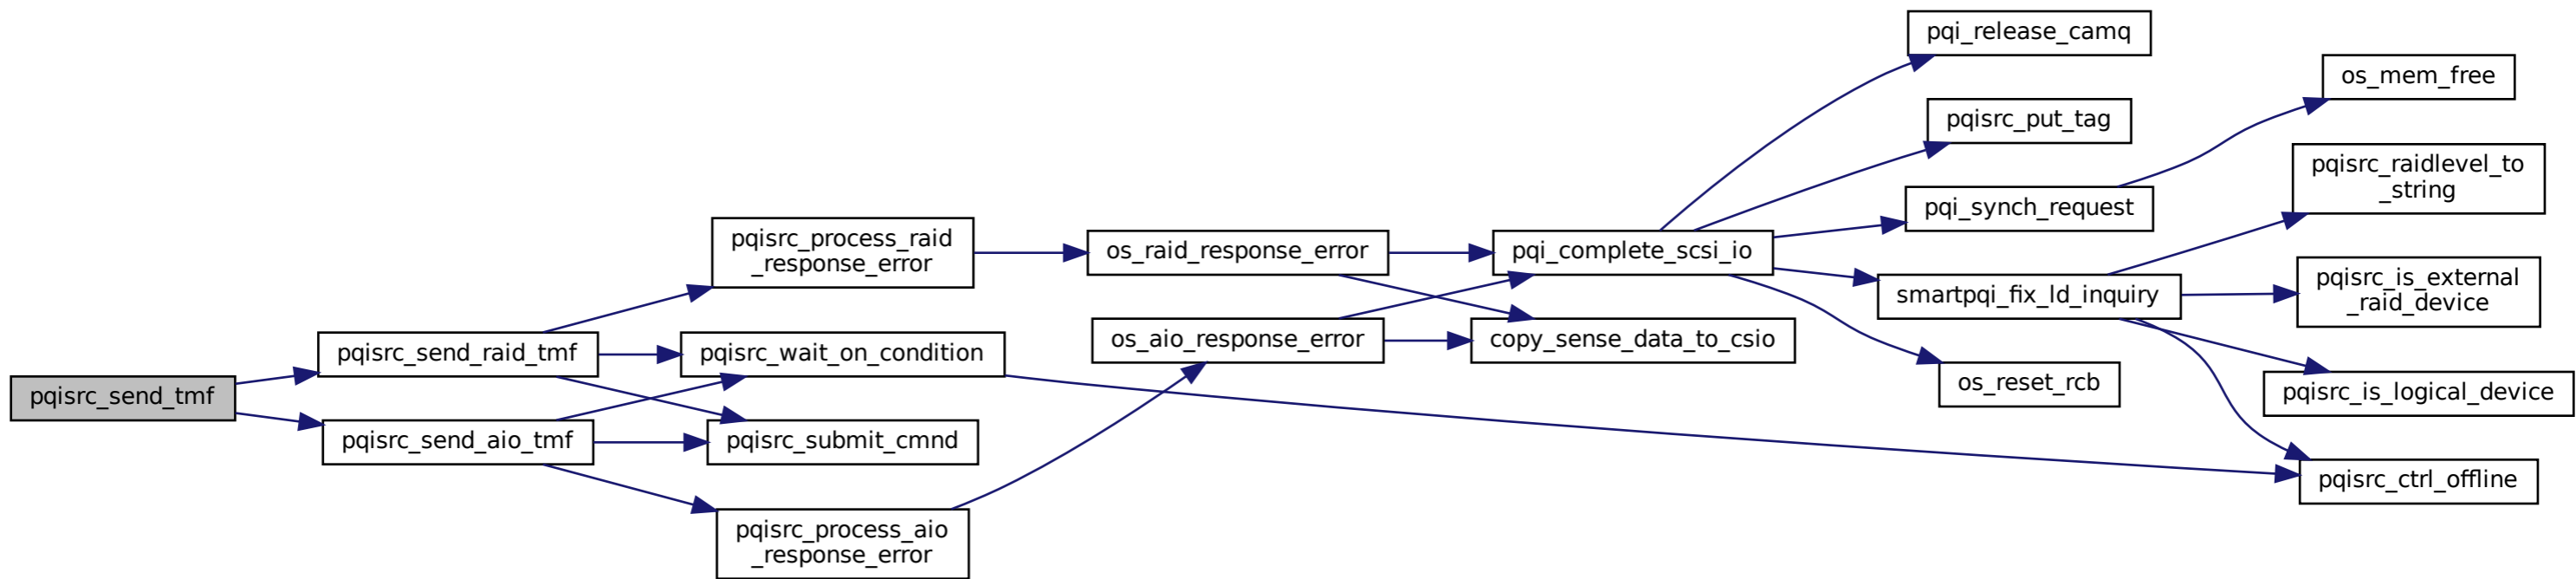 pqisrc_send_tmf
pqisrc_send_raid_tmf
pqisrc_send_aio_tmf
pqisrc_process_raid
_response_error
pqisrc_wait_on_condition
pqisrc_submit_cmnd
pqisrc_process_aio
_response_error
os_raid_response_error
os_aio_response_error
pqi_complete_scsi_io
copy_sense_data_to_csio
pqi_release_camq
pqisrc_put_tag
pqi_synch_request
smartpqi_fix_ld_inquiry
os_reset_rcb
os_mem_free
pqisrc_raidlevel_to
_string
pqisrc_is_external
_raid_device
pqisrc_is_logical_device
pqisrc_ctrl_offline